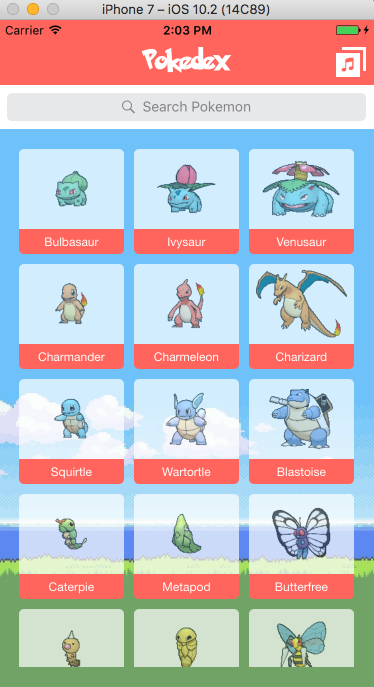 iPhone 7 – iOS 10.2 (14C89)
Carrier 2:03 PM
Pokedex
Search Pokemon
Bulbasaur Ivysaur Venusaur
Charmander Charmeleon Charizard
Squirtle Wartortle Blastoise
Caterpie Metapod Butterfree